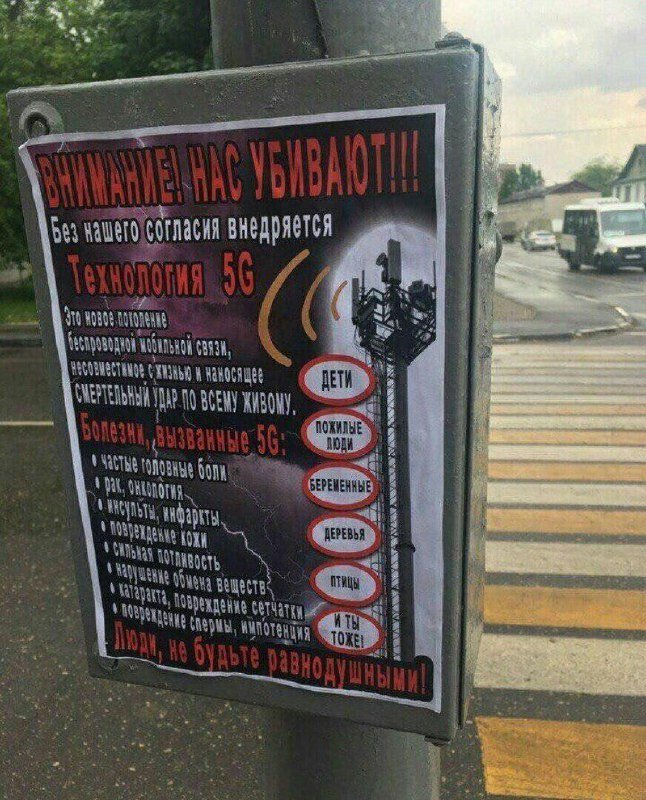 ВНИМАНИЕ! НАС УБИВАЮТ!!!
Без нашего согласия внедряется
Технология 5G
Это новое поколение
беспроводной мобильной связи,
несовместимое с жизнью и наносящее
СМЕРТЕЛЬНЫЙ УДАР ПО ВСЕМУ ЖИВОМУ.
Болезни, вызванные 5G:
• частые головные боли
• рак, онкология
• инсульты, инфаркты
• повреждение кожи
• сильная потливость
• нарушение обмена веществ
• катаракта, повреждение сетчатки
• повреждение спермы, импотенция
ДЕТИ
ПОЖИЛЫЕ
ЛЮДИ
БЕРЕМЕННЫЕ
ДЕРЕВЬЯ
ПТИЦЫ
И ТЫ
ТОЖЕ!
Люди, не будьте равнодушными!